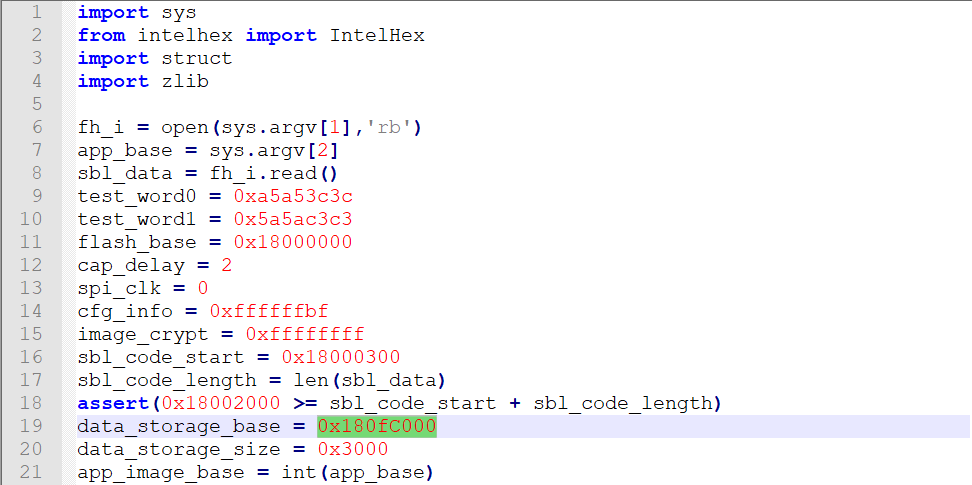 1 import sys
2 from intelhex import IntelHex
3 import struct
4 import zlib
5
6 fh_i = open(sys.argv[1],'rb')
7 app_base = sys.argv[2]
8 sbl_data = fh_i.read()
9 test_word0 = 0xa5a53c3c
10 test_word1 = 0x5a5ac3c3
11 flash_base = 0x18000000
12 cap_delay = 2
13 spi_clk = 0
14 cfg_info = 0xffffffbf
15 image_crypt = 0xffffffff
16 sbl_code_start = 0x18000300
17 sbl_code_length = len(sbl_data)
18 assert(0x18002000 >= sbl_code_start + sbl_code_length)
19 data_storage_base = 0x180fC000
20 data_storage_size = 0x3000
21 app_image_base = int(app_base)